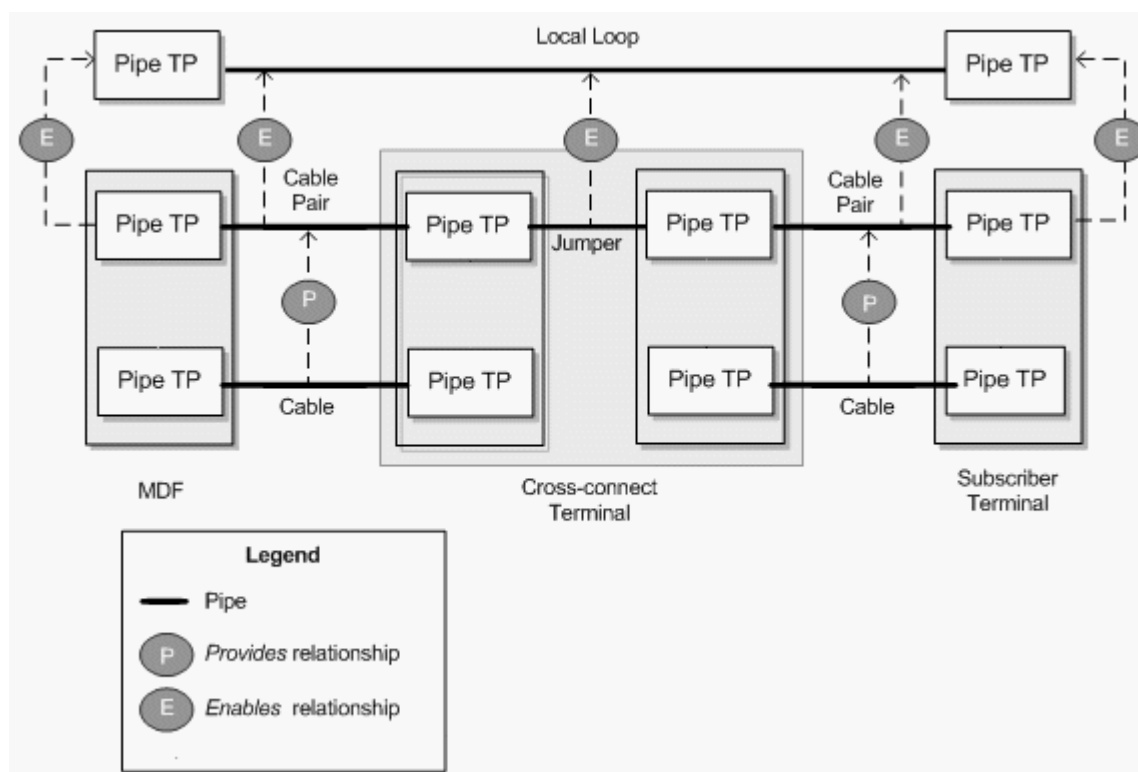 Local Loop
Pipe TP
Pipe TP
E
E
E
E
E
Cable
Pair
Cable
Pair
Pipe TP
Pipe TP
Pipe TP
Pipe TP
Jumper
P
P
Pipe TP
Pipe TP
Pipe TP
Pipe TP
Cable
Cable
MDF
Cross-connect
Terminal
Subscriber
Terminal
Legend
Pipe
P Provides relationship
E Enables relationship